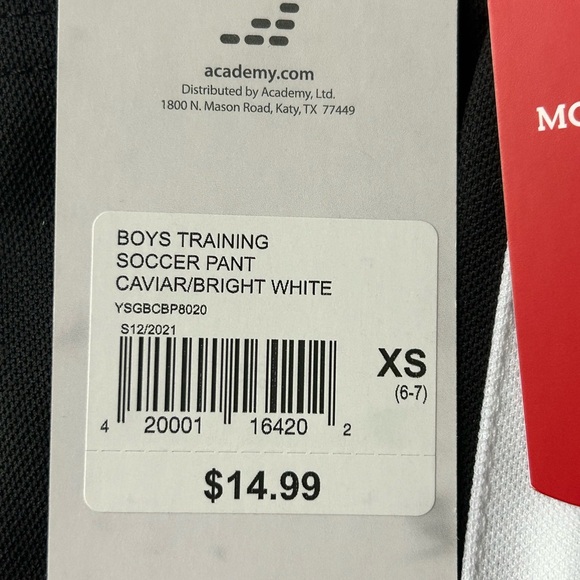 academy.com
Distributed by Academy, Ltd.
1800 N. Mason Road, Katy, TX 77449
BOYS TRAINING
SOCCER PANT
CAVIAR/BRIGHT WHITE
YSGBCBP8020
S12/2021
XS
(6-7)
4 20001 16420 2
$14.99